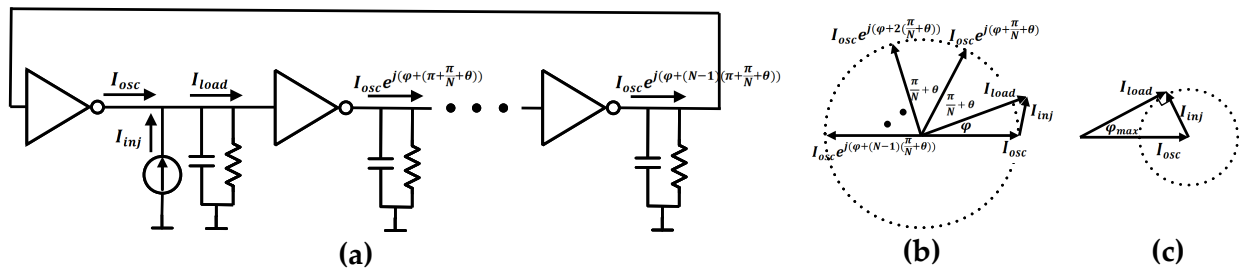 I_osc
I_load
I_osc e^{j(φ+(π+π/N+θ))}
I_osc e^{j(φ+(N-1)(π+π/N+θ))}
I_inj
(a)
I_osc e^{j(φ+2(π/N+θ))}
I_osc e^{j(φ+π/N+θ)}
π/N + θ
π/N + θ
I_load
I_inj
φ
I_osc e^{j(φ+(N-1)(π/N+θ))}
I_osc
(b)
I_load
I_inj
φ_max
I_osc
(c)